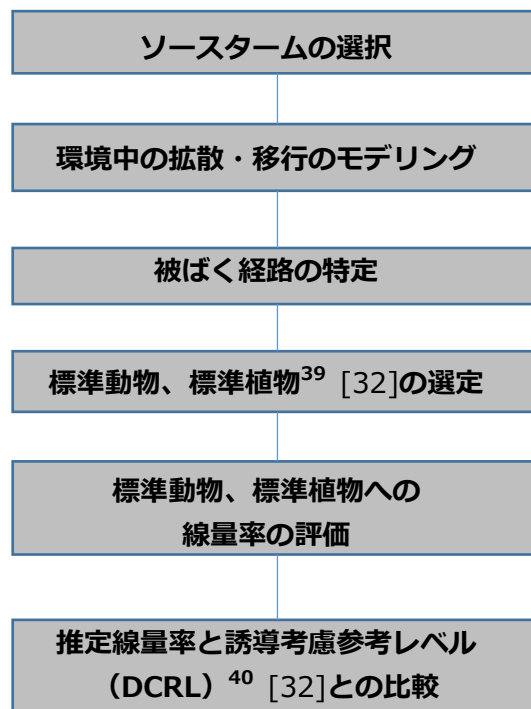 ソースタームの選択
環境中の拡散・移行のモデリング
被ばく経路の特定
標準動物、標準植物39 [32]の選定
標準動物、標準植物への
線量率の評価
推定線量率と誘導考慮参考レベル
（DCRL）40 [32]との比較